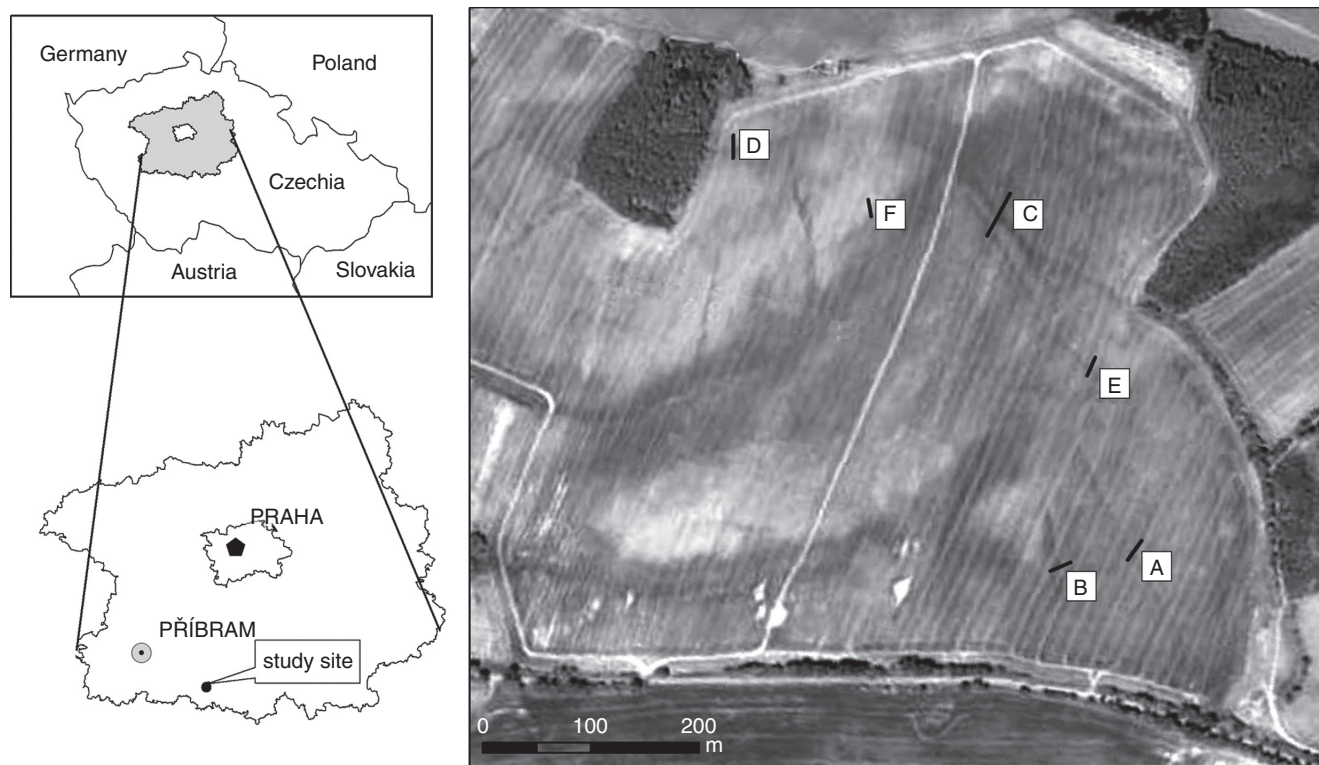 Germany
Poland
Czechia
Austria
Slovakia
PRAHA
PŘÍBRAM
study site
D
F
C
E
A
B
0 100 200
m